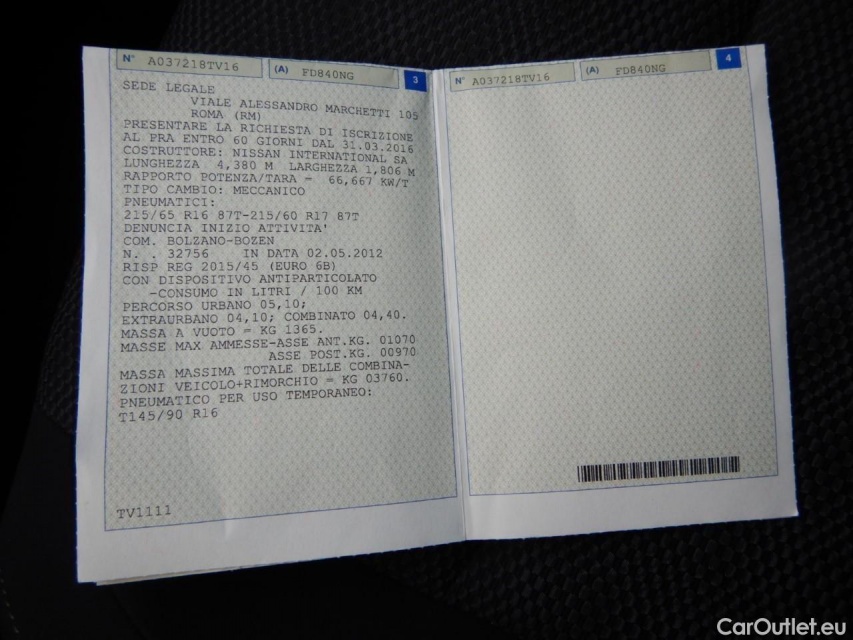 N° A037218TV16 (A) FD840NG 3
SEDE LEGALE
VIALE ALESSANDRO MARCHETTI 105
ROMA (RM)
PRESENTARE LA RICHIESTA DI ISCRIZIONE
AL PRA ENTRO 60 GIORNI DAL 31.03.2016
COSTRUTTORE: NISSAN INTERNATIONAL SA
LUNGHEZZA 4,380 M LARGHEZZA 1,806 M
RAPPORTO POTENZA/TARA = 66,667 KW/T
TIPO CAMBIO: MECCANICO
PNEUMATICI:
215/65 R16 87T-215/60 R17 87T
DENUNCIA INIZIO ATTIVITA'
COM. BOLZANO-BOZEN
N. . 32756 IN DATA 02.05.2012
RISP REG 2015/45 (EURO 6B)
CON DISPOSITIVO ANTIPARTICOLATO
-CONSUMO IN LITRI / 100 KM
PERCORSO URBANO 05,10;
EXTRAURBANO 04,10; COMBINATO 04,40.
MASSA A VUOTO = KG 1365.
MASSE MAX AMMESSE-ASSE ANT.KG. 01070
ASSE POST.KG. 00970
MASSA MASSIMA TOTALE DELLE COMBINA-
ZIONI VEICOLO+RIMORCHIO = KG 03760.
PNEUMATICO PER USO TEMPORANEO:
T145/90 R16
TV1111
N° A037218TV16 (A) FD840NG 4
CarOutlet.eu